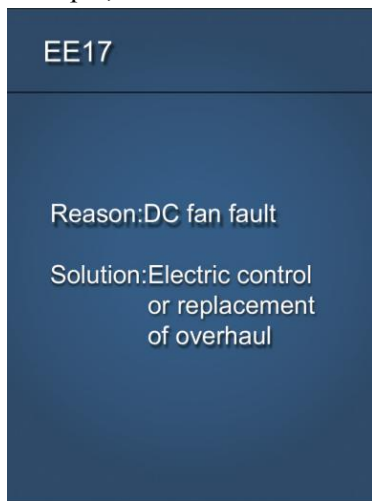 EE17
Reason:DC fan fault
Solution:Electric control
or replacement
of overhaul